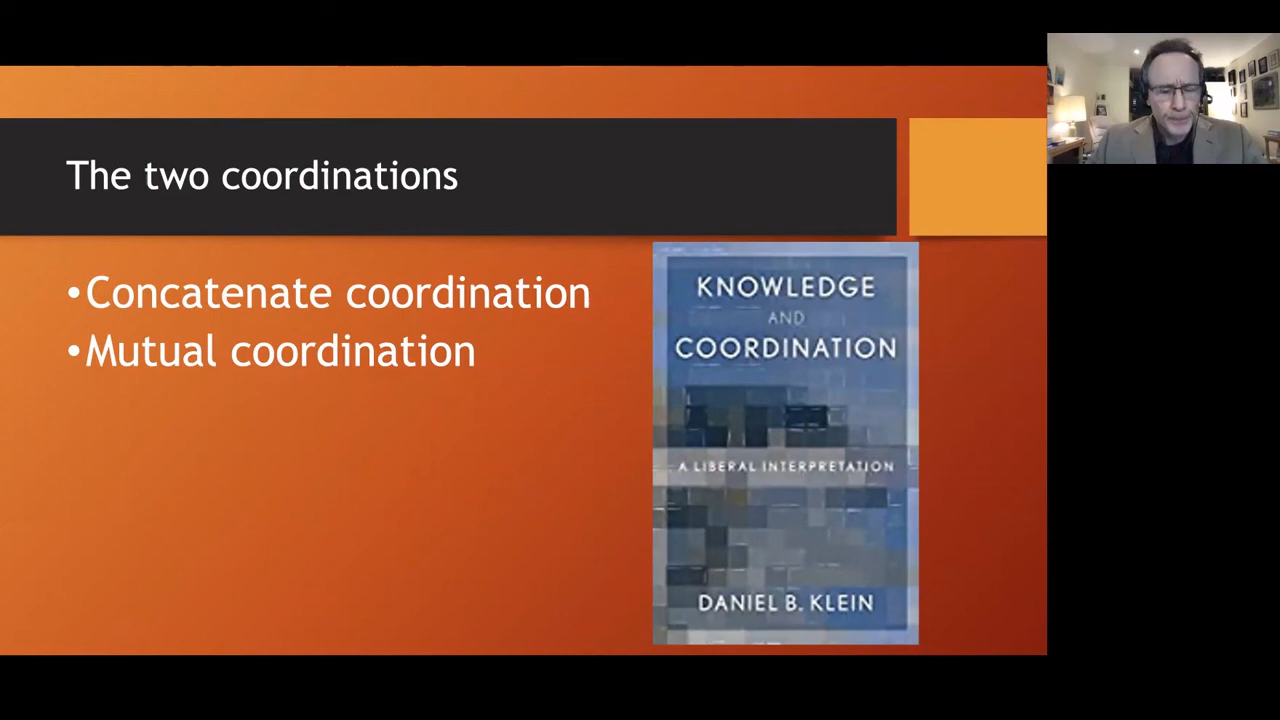 The two coordinations
•Concatenate coordination
•Mutual coordination
KNOWLEDGE
AND
COORDINATION
A LIBERAL INTERPRETATION
DANIEL B. KLEIN